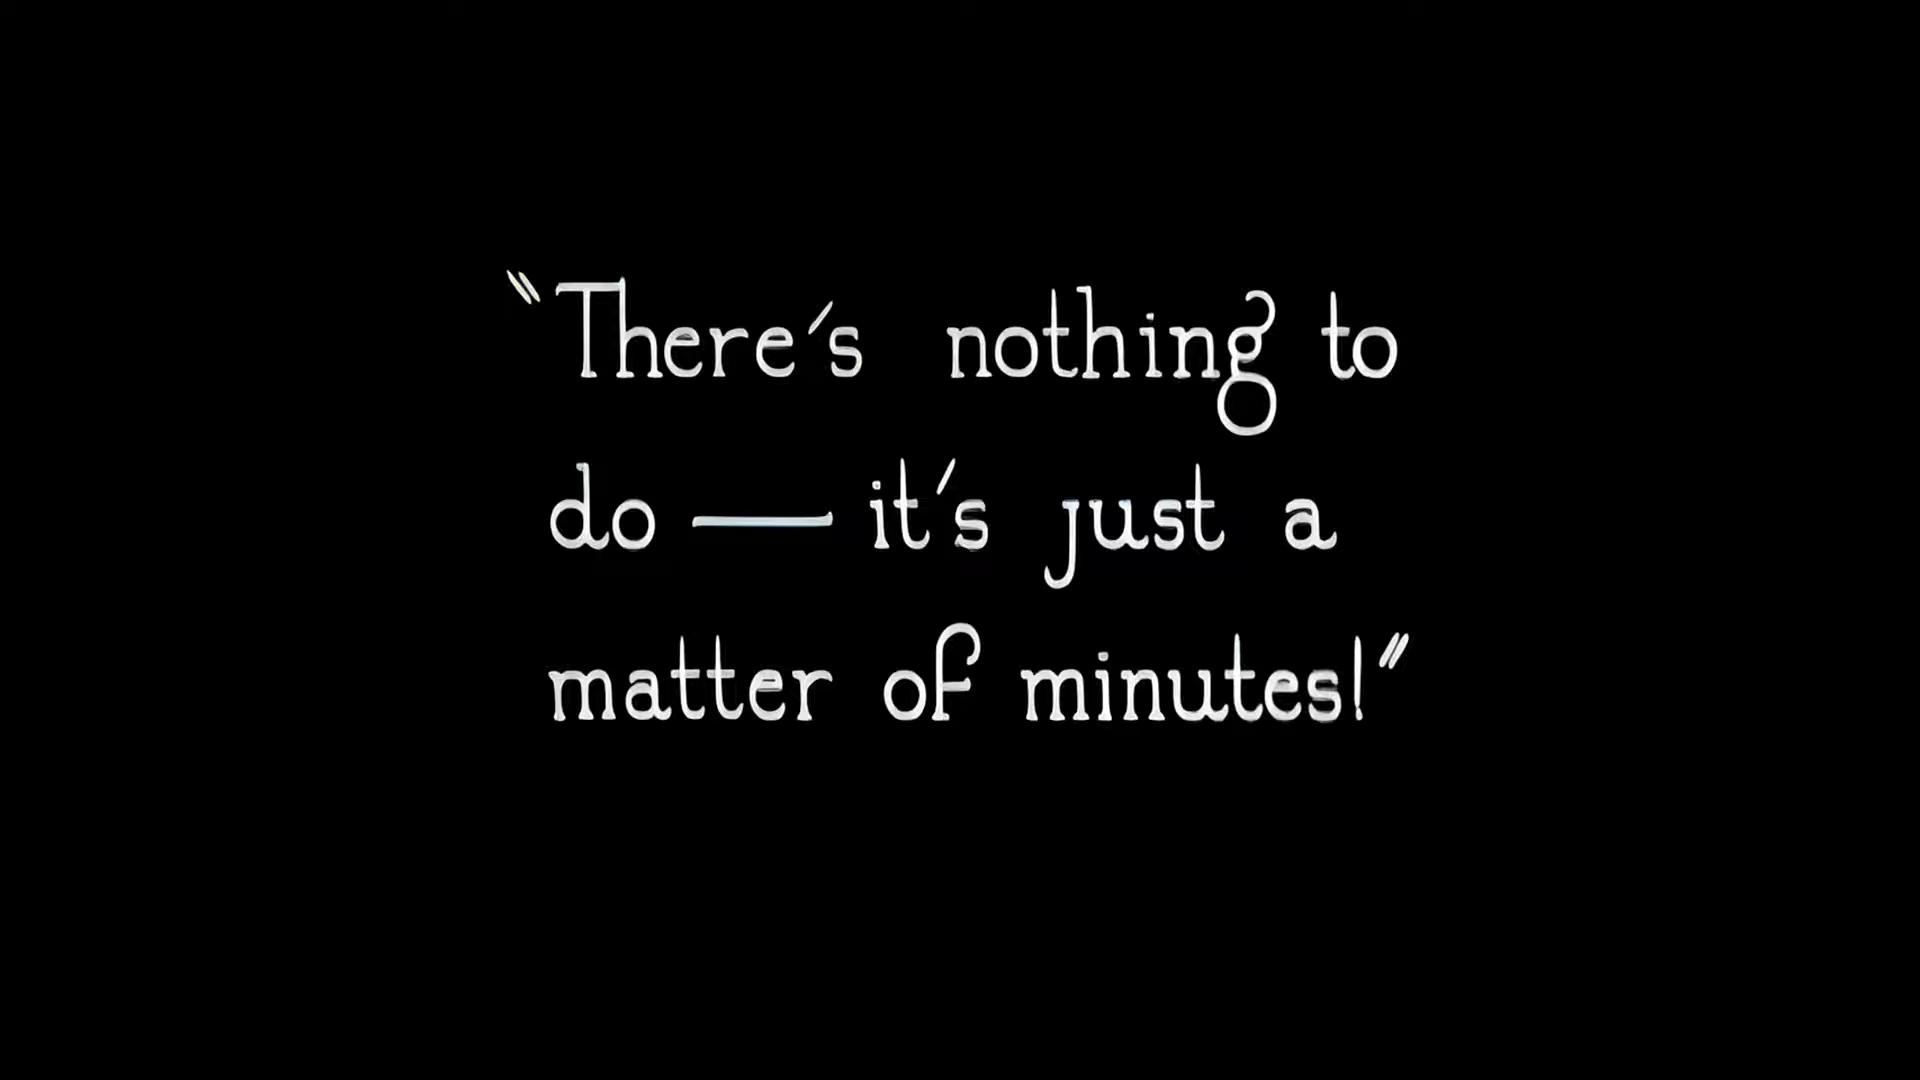 "There's nothing to
do — it's just a
matter of minutes!"